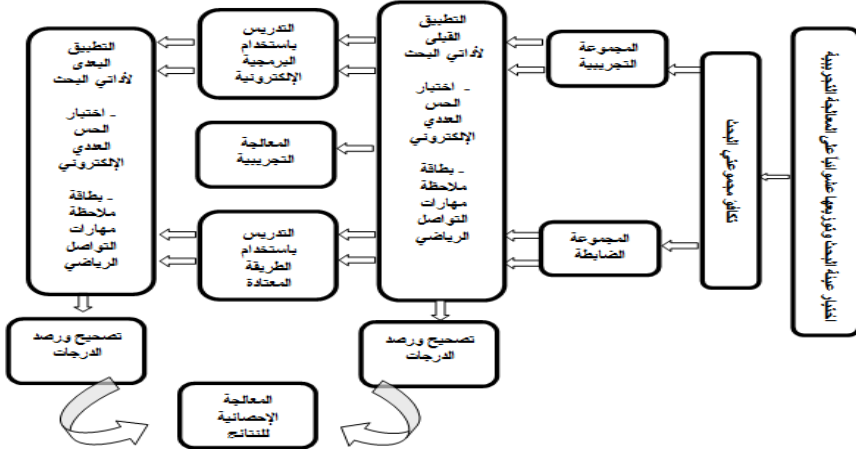 اختيار عينة البحث وتوزيعها عشوائياً على المعالجة التجريبية
تكافؤ مجموعتي البحث
المجموعة
التجريبية
المجموعة
الضابطة
التطبيق
القبلى
لأداتي البحث
- اختبار
الحس
العددي
الإلكتروني
- بطاقة
ملاحظة
مهارات
التواصل
الرياضي
التدريس
باستخدام
البرمجية
الإلكترونية
المعالجة
التجريبية
التدريس
باستخدام
الطريقة
المعتادة
التطبيق
البعدى
لأداتي البحث
- اختبار
الحس
العددي
الإلكتروني
- بطاقة
ملاحظة
مهارات
التواصل
الرياضي
تصحيح ورصد
الدرجات
تصحيح ورصد
الدرجات
المعالجة
الإحصائية
للنتائج